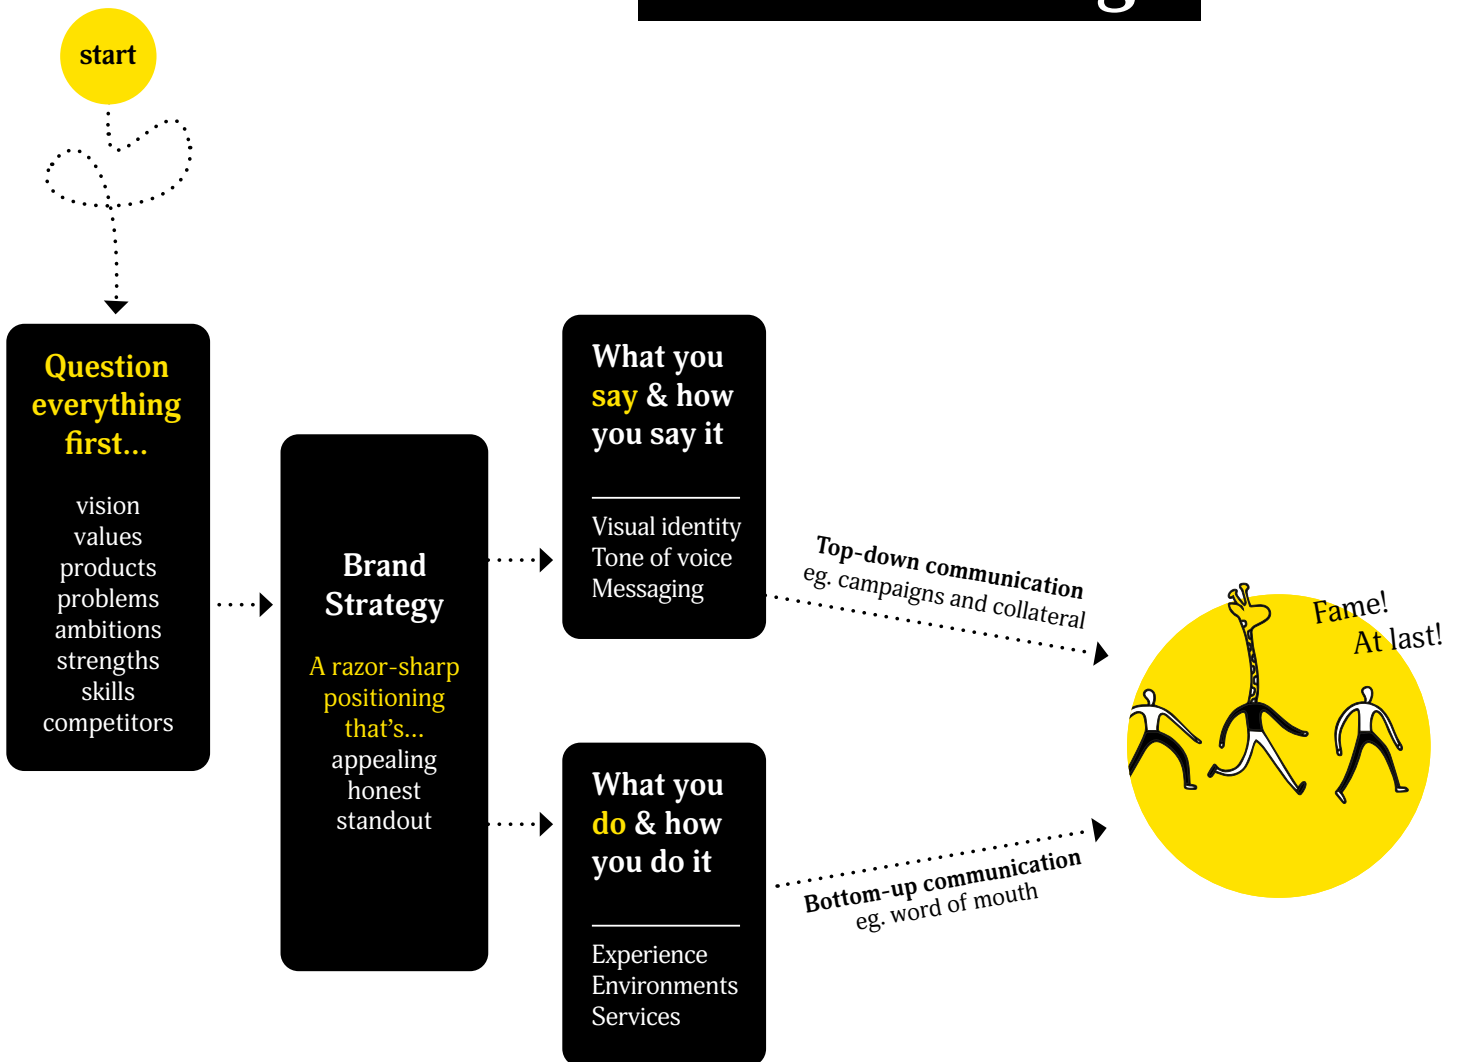 start
Question
everything
first...
vision
values
products
problems
ambitions
strengths
skills
competitors
Brand
Strategy
A razor-sharp
positioning
that's...
appealing
honest
standout
What you
say & how
you say it
Visual identity
Tone of voice
Messaging
What you
do & how
you do it
Experience
Environments
Services
Top-down communication
eg. campaigns and collateral
Bottom-up communication
eg. word of mouth
Fame!
At last!